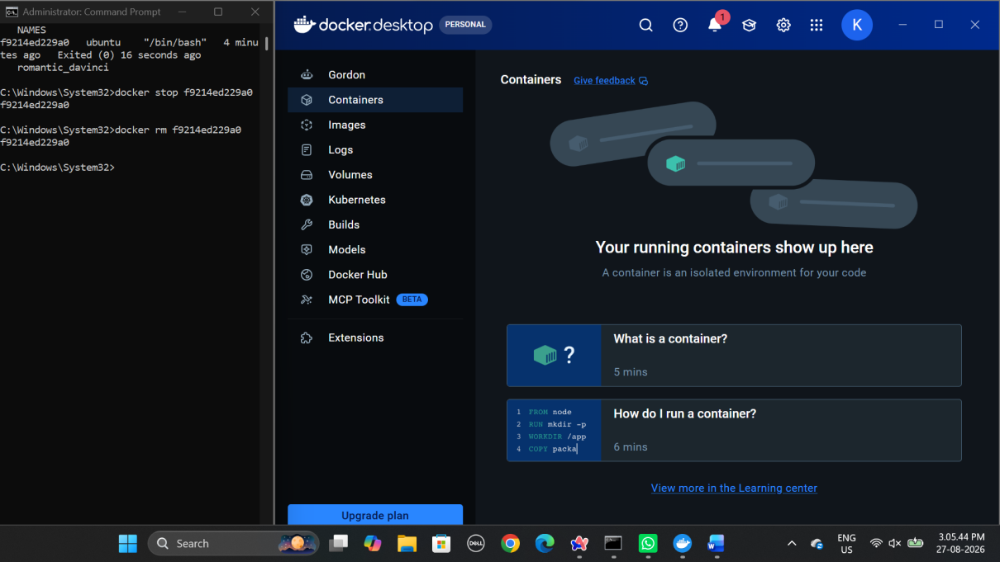 Administrator: Command Prompt
NAMES
f9214ed229a0 ubuntu "/bin/bash" 4 minu
tes ago Exited (0) 16 seconds ago
romantic_davinci
C:\Windows\System32>docker stop f9214ed229a0
f9214ed229a0
C:\Windows\System32>docker rm f9214ed229a0
f9214ed229a0
C:\Windows\System32>
docker.desktop PERSONAL
1
K
Gordon
Containers
Images
Logs
Volumes
Kubernetes
Builds
Models
Docker Hub
MCP Toolkit BETA
Extensions
Upgrade plan
Containers Give feedback
Your running containers show up here
A container is an isolated environment for your code
?
What is a container?
5 mins
1 FROM node
2 RUN mkdir -p
3 WORKDIR /app
4 COPY packa
How do I run a container?
6 mins
View more in the Learning center
Search
DELL
ENG
US
3.05.44 PM
27-08-2026